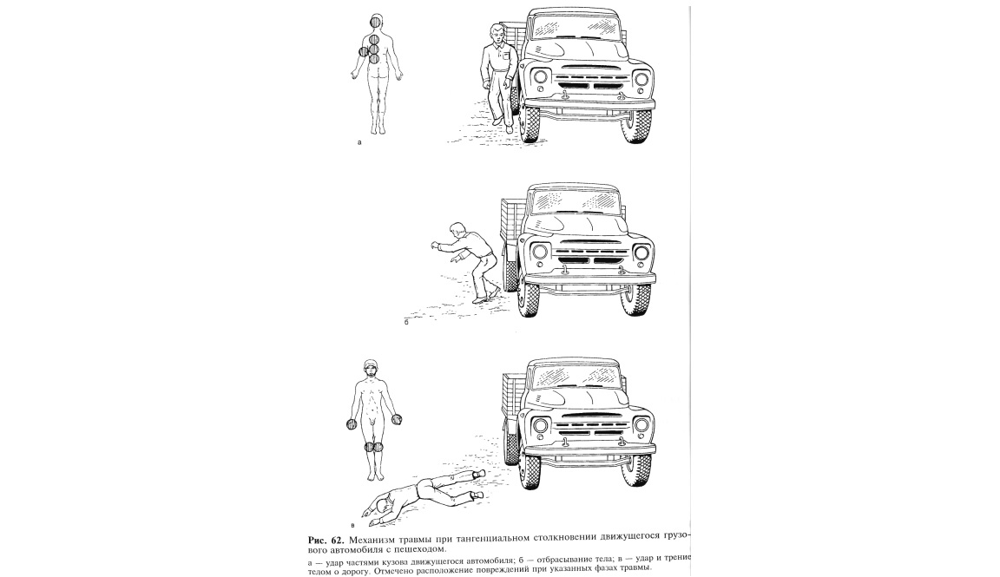 а
б
в
Рис. 62. Механизм травмы при тангенциальном столкновении движущегося грузо-
вого автомобиля с пешеходом.
а — удар частями кузова движущегося автомобиля; б — отбрасывание тела; в — удар и трение
телом о дорогу. Отмечено расположение повреждений при указанных фазах травмы.